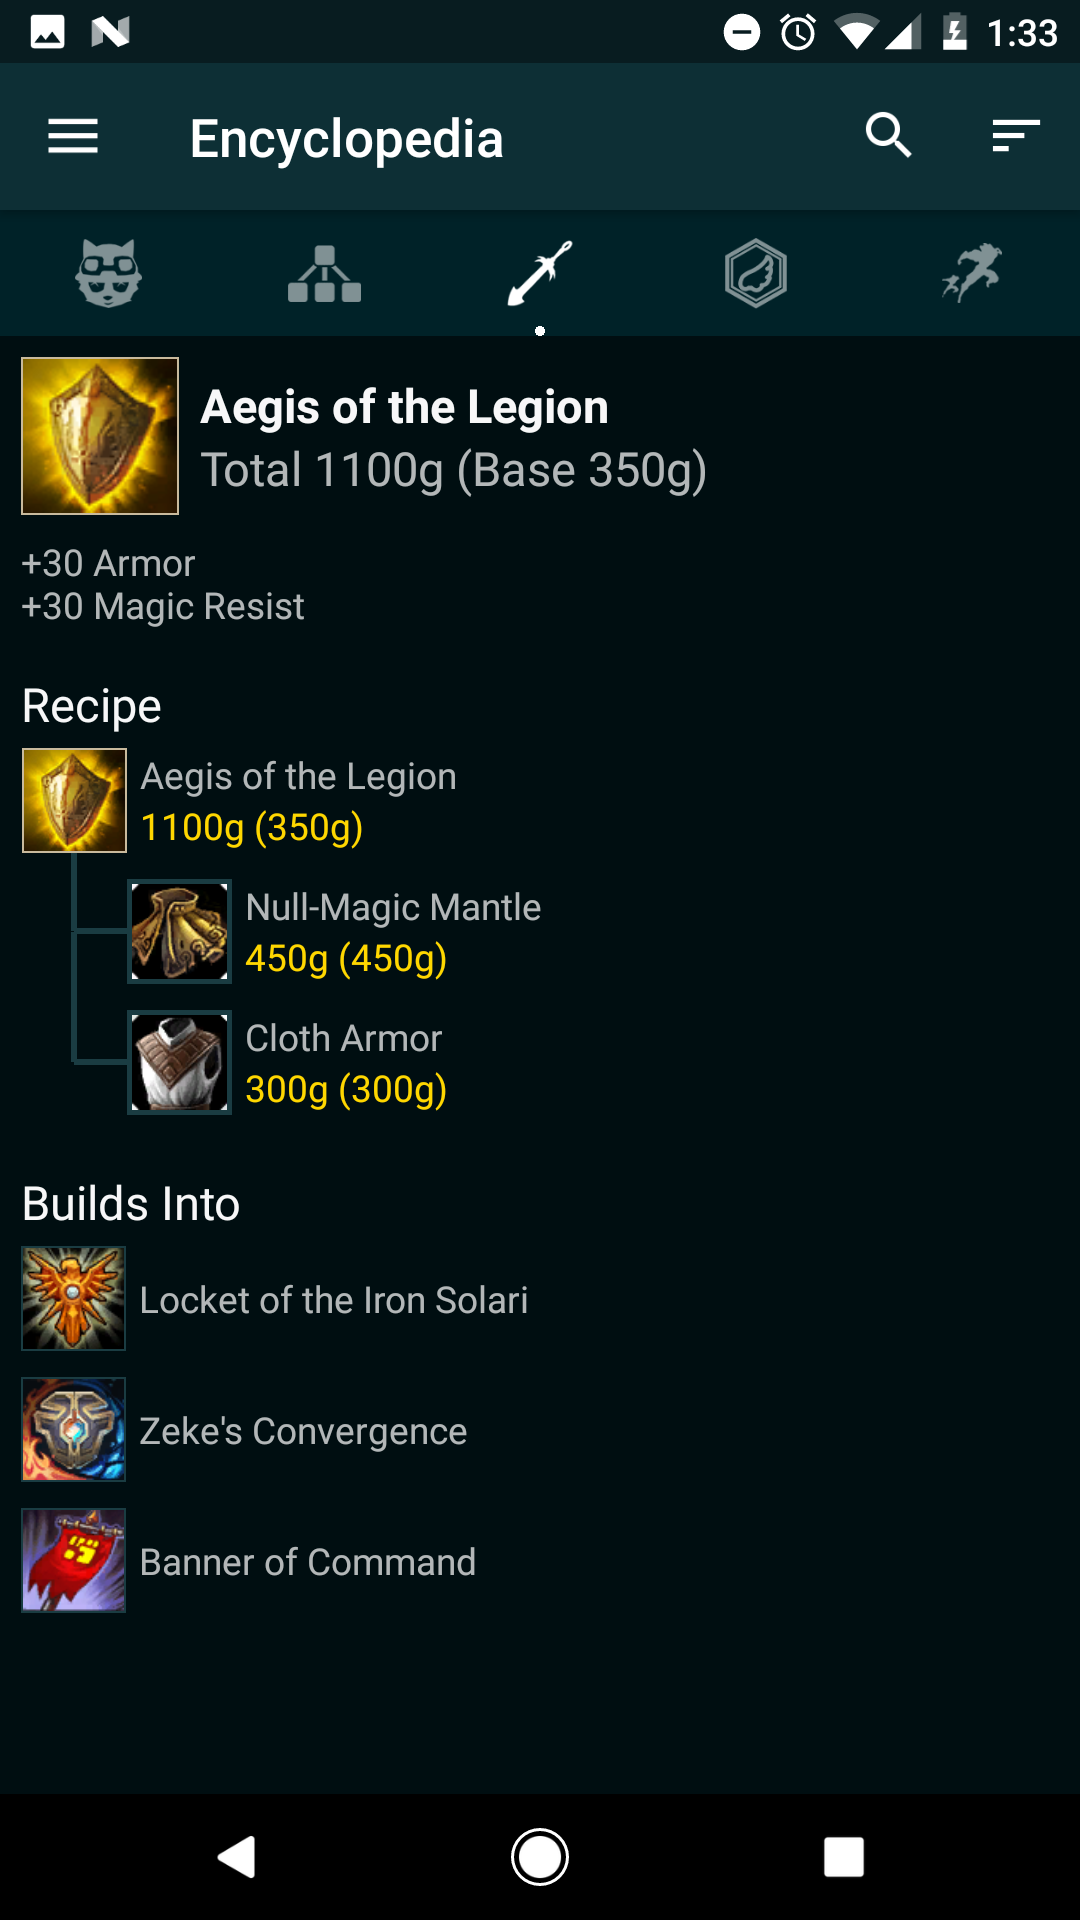 1:33
Encyclopedia
Aegis of the Legion
Total 1100g (Base 350g)
+30 Armor
+30 Magic Resist
Recipe
Aegis of the Legion
1100g (350g)
Null-Magic Mantle
450g (450g)
Cloth Armor
300g (300g)
Builds Into
Locket of the Iron Solari
Zeke's Convergence
Banner of Command